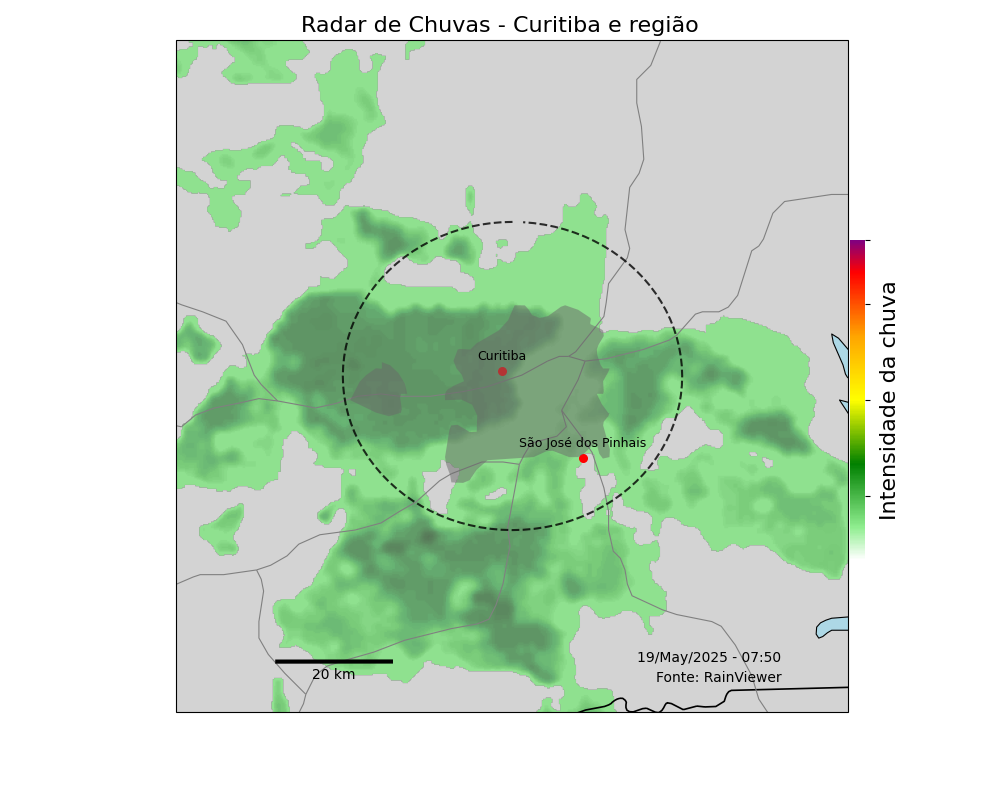 Radar de Chuvas - Curitiba e região
Curitiba
São José dos Pinhais
Intensidade da chuva
20 km
19/May/2025 - 07:50
Fonte: RainViewer